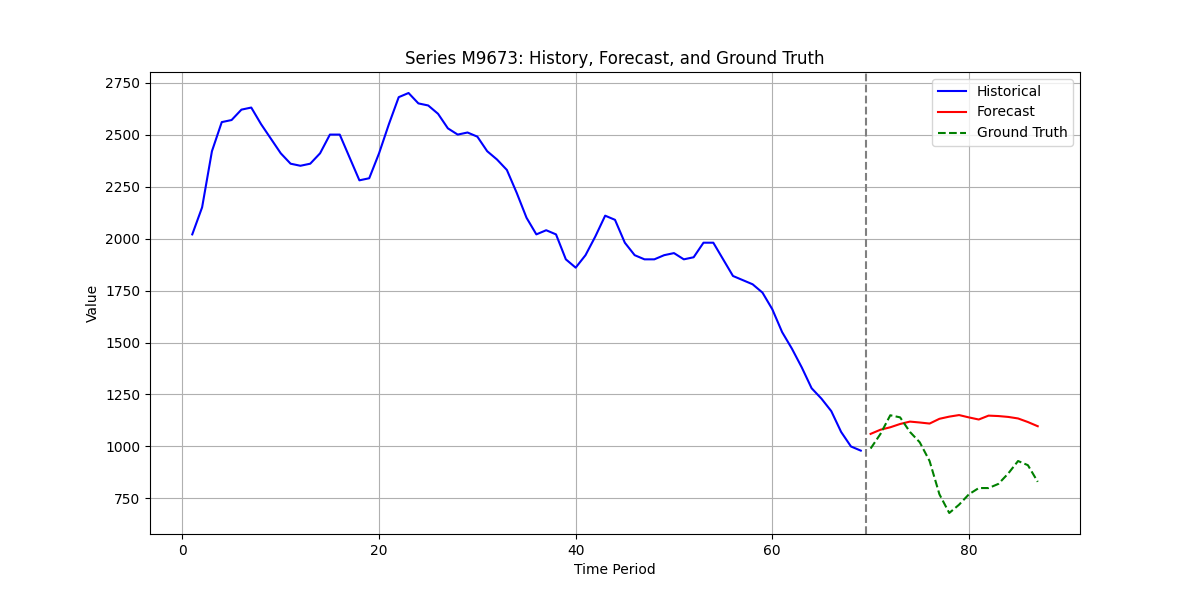 Series M9673: History, Forecast, and Ground Truth
Historical
Forecast
Ground Truth
2750
2500
2250
2000
1750
1500
1250
1000
750
Value
0 20 40 60 80
Time Period